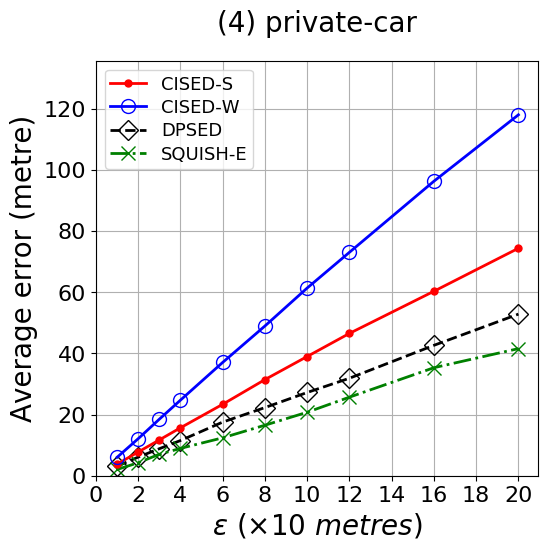 (4) private-car
CISED-S
CISED-W
DPSED
SQUISH-E
Average error (metre)
120
100
80
60
40
20
0
0 2 4 6 8 10 12 14 16 18 20
ε (×10 metres)